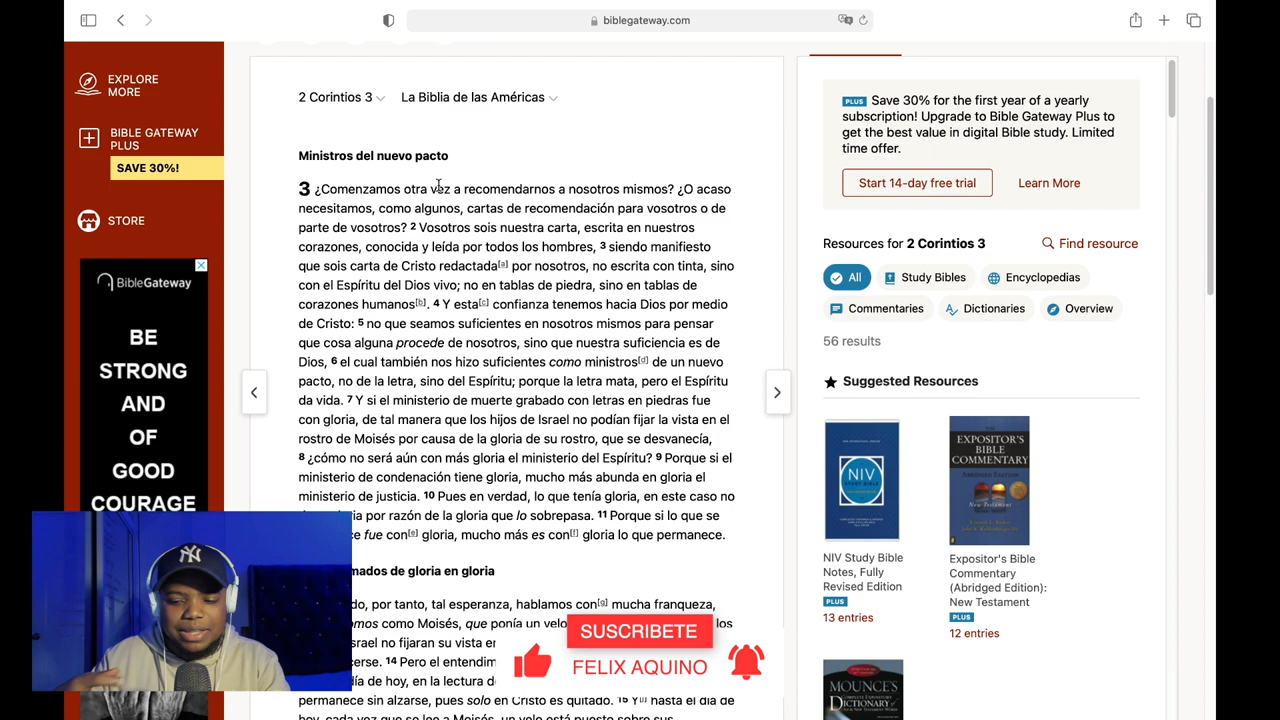 biblegateway.com
EXPLORE
MORE
BIBLE GATEWAY
PLUS
SAVE 30%!
STORE
BibleGateway
BE
STRONG
AND
OF
GOOD
COURAGE
2 Corintios 3
La Biblia de las Américas
Ministros del nuevo pacto
3 ¿Comenzamos otra vez a recomendarnos a nosotros mismos? ¿O acaso
necesitamos, como algunos, cartas de recomendación para vosotros o de
parte de vosotros? 2 Vosotros sois nuestra carta, escrita en nuestros
corazones, conocida y leída por todos los hombres, 3 siendo manifiesto
que sois carta de Cristo redactada[a] por nosotros, no escrita con tinta, sino
con el Espíritu del Dios vivo; no en tablas de piedra, sino en tablas de
corazones humanos[b]. 4 Y esta[c] confianza tenemos hacia Dios por medio
de Cristo: 5 no que seamos suficientes en nosotros mismos para pensar
que cosa alguna procede de nosotros, sino que nuestra suficiencia es de
Dios, 6 el cual también nos hizo suficientes como ministros[d] de un nuevo
pacto, no de la letra, sino del Espíritu; porque la letra mata, pero el Espíritu
da vida. 7 Y si el ministerio de muerte grabado con letras en piedras fue
con gloria, de tal manera que los hijos de Israel no podían fijar la vista en el
rostro de Moisés por causa de la gloria de su rostro, que se desvanecía,
8 ¿cómo no será aún con más gloria el ministerio del Espíritu? 9 Porque si el
ministerio de condenación tiene gloria, mucho más abunda en gloria el
ministerio de justicia. 10 Pues en verdad, lo que tenía gloria, en este caso no
por razón de la gloria que lo sobrepasa. 11 Porque si lo que se
fue con[e] gloria, mucho más es con[f] gloria lo que permanece.
de gloria en gloria
por tanto, tal esperanza, hablamos con[g] mucha franqueza,
como Moisés, que ponía un los
no fijaran su vista en
14 Pero el
de hoy, en la lectura
permanece sin alzarse, pues solo en Cristo es quitado. 15 Y hasta el día de
hoy, cada vez que se lee a Moisés, un velo está puesto sobre sus
SUSCRIBETE
FELIX AQUINO
PLUS Save 30% for the first year of a yearly
subscription! Upgrade to Bible Gateway Plus to
get the best value in digital Bible study. Limited
time offer.
Start 14-day free trial
Learn More
Resources for 2 Corintios 3
Find resource
All
Study Bibles
Encyclopedias
Commentaries
Dictionaries
Overview
56 results
Suggested Resources
NIV
STUDY BIBLE
EXPOSITOR'S
BIBLE
COMMENTARY
NIV Study Bible
Notes, Fully
Revised Edition
PLUS
13 entries
Expositor's Bible
Commentary
(Abridged Edition):
New Testament
PLUS
12 entries
MOUNCE'S
DICTIONARY